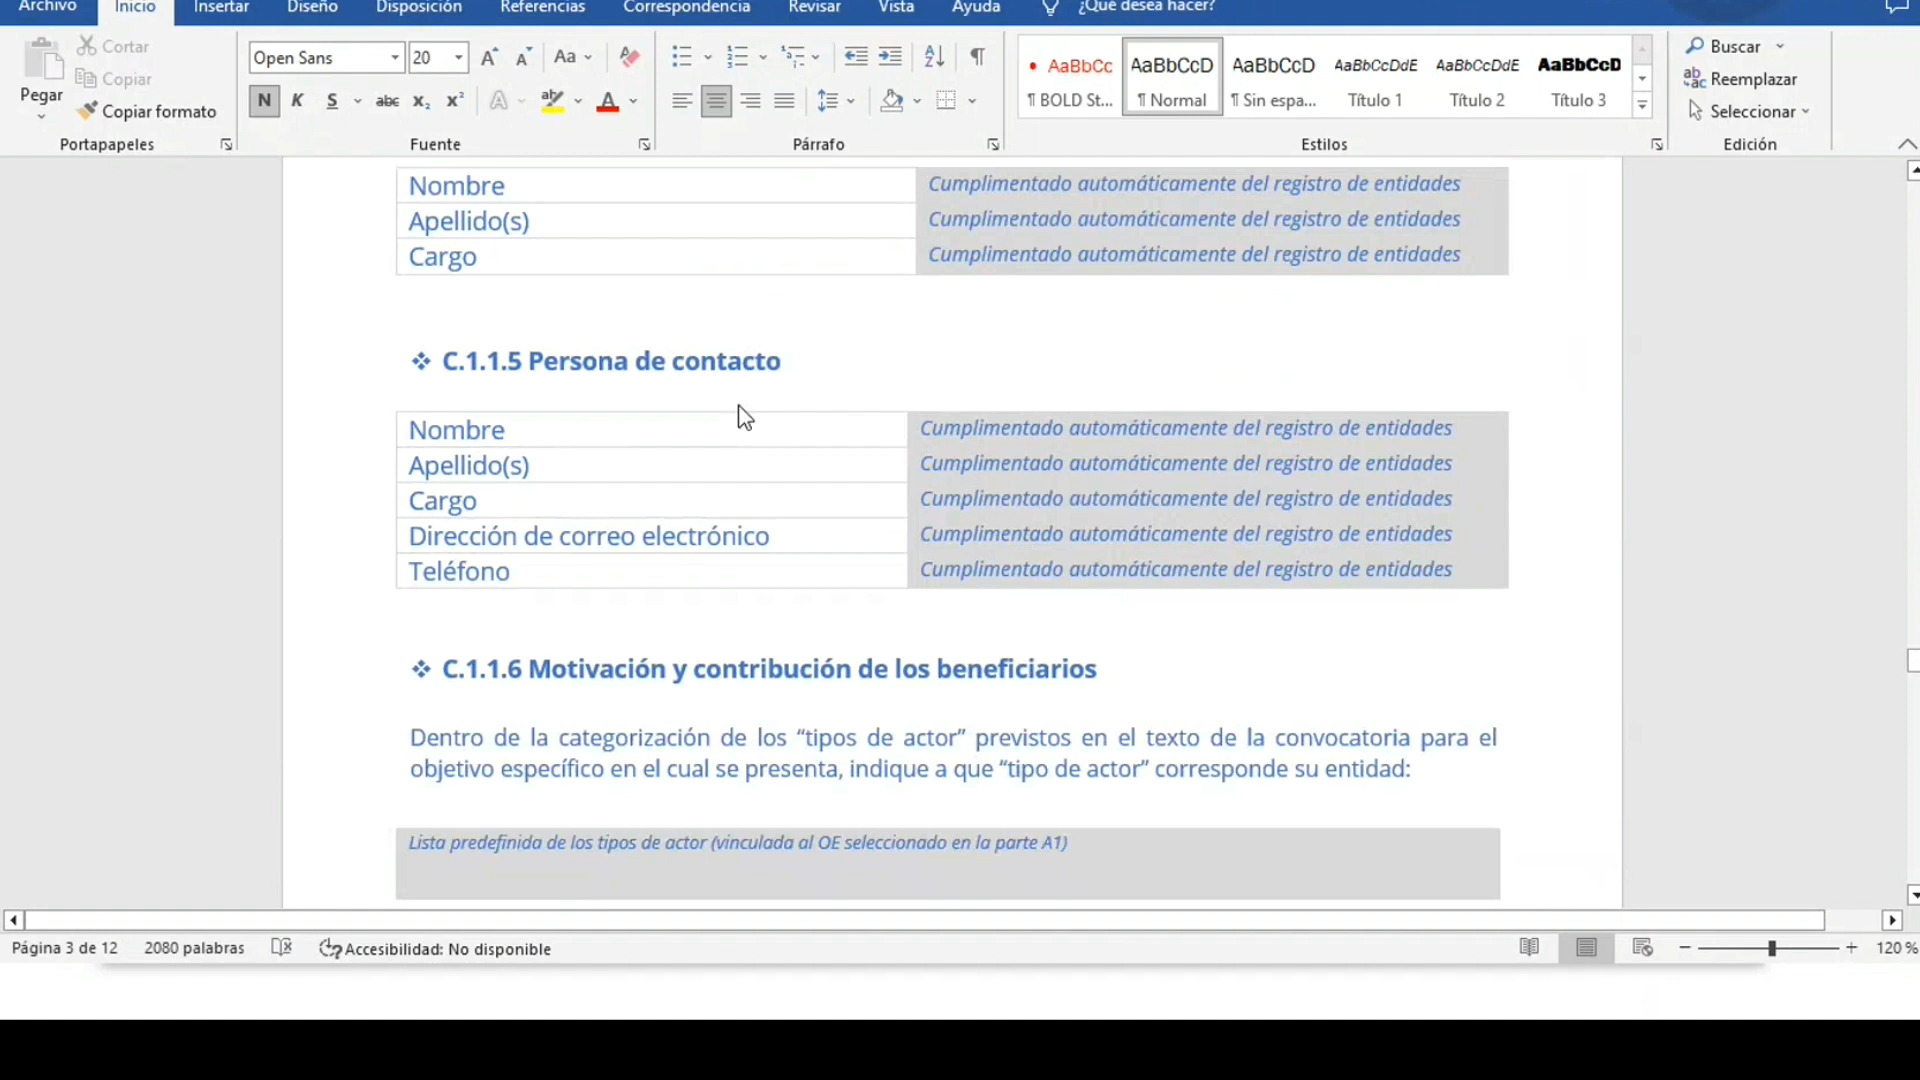 Archivo Inicio Insertar Diseño Disposición Referencias Correspondencia Revisar Vista Ayuda ¿Qué desea hacer?
Pegar
Cortar
Copiar
Copiar formato
Portapapeles
Open Sans 20
Aa
N K S abc x₂ x² A ab A
Fuente
Párrafo
AaBbCc AaBbCcD AaBbCcD AaBbCcDdE AaBbCcDdE AaBbCcD
¶ BOLD St... ¶ Normal ¶ Sin espa... Título 1 Título 2 Título 3
Estilos
Buscar
Reemplazar
Seleccionar
Edición
Nombre Cumplimentado automáticamente del registro de entidades
Apellido(s) Cumplimentado automáticamente del registro de entidades
Cargo Cumplimentado automáticamente del registro de entidades
❖ C.1.1.5 Persona de contacto
Nombre Cumplimentado automáticamente del registro de entidades
Apellido(s) Cumplimentado automáticamente del registro de entidades
Cargo Cumplimentado automáticamente del registro de entidades
Dirección de correo electrónico Cumplimentado automáticamente del registro de entidades
Teléfono Cumplimentado automáticamente del registro de entidades
❖ C.1.1.6 Motivación y contribución de los beneficiarios
Dentro de la categorización de los “tipos de actor” previstos en el texto de la convocatoria para el
objetivo específico en el cual se presenta, indique a que “tipo de actor” corresponde su entidad:
Lista predefinida de los tipos de actor (vinculada al OE seleccionado en la parte A1)
Página 3 de 12 2080 palabras Accesibilidad: No disponible 120 %